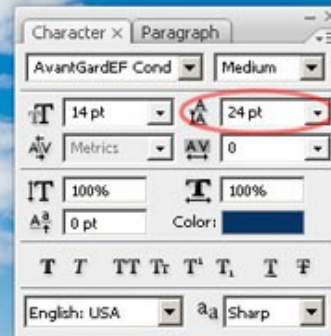 Character × Paragraph
AvantGardEF Cond Medium
14 pt 24 pt
Metrics 0
100% 100%
0 pt Color:
T T TT Tr T¹ T₁ T T
English: USA aa Sharp